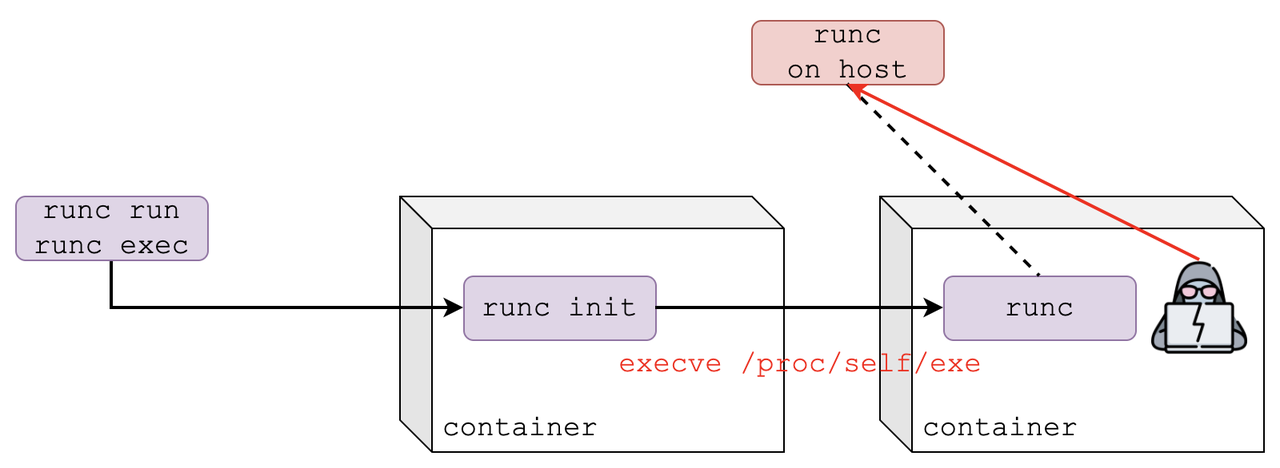 runc
on host
runc run
runc exec
runc init
runc
execve /proc/self/exe
container
container